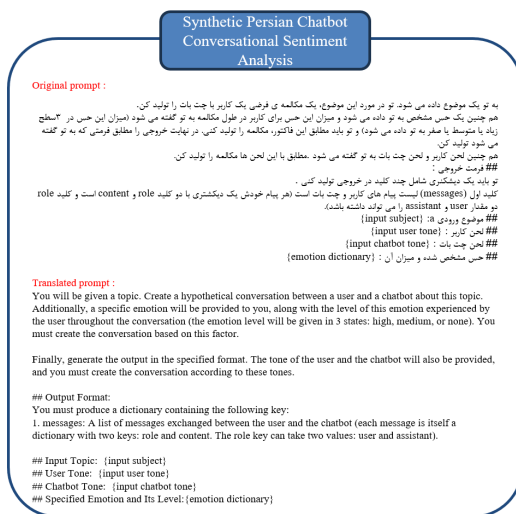 Synthetic Persian Chatbot
Conversational Sentiment
Analysis
Original prompt :
به تو یک موضوع داده می شود. تو در مورد این موضوع، یک مکالمه ی فرضی یک کاربر با چت بات را تولید کن.
هم چنین یک حس مشخص به تو داده می شود و میزان این حس برای کاربر در طول مکالمه به تو گفته می شود (میزان این حس در ۳سطح
زیاد یا متوسط یا صفر به تو داده می شود) و تو باید مطابق این فاکتور، مکالمه را تولید کنی. در نهایت خروجی را مطابق فرمتی که به تو گفته
می شود تولید کن.
هم چنین لحن کاربر و لحن چت بات به تو گفته می شود .مطابق با این لحن ها مکالمه را تولید کن.
## فرمت خروجی :
تو باید یک دیشکنری شامل چند کلید در خروجی تولید کنی .
کلید اول (messages) لیست پیام های کاربر و چت بات است (هر پیام خودش یک دیکشتری با دو کلید role و content است و کلید role
دو مقدار user و assistant را می تواند داشته باشد).
## موضوع ورودی a: {input subject}
## لحن کاربر : {input user tone}
## لحن چت بات : {input chatbot tone}
## حس مشخص شده و میزان آن : {emotion dictionary}
Translated prompt :
You will be given a topic. Create a hypothetical conversation between a user and a chatbot about this topic.
Additionally, a specific emotion will be provided to you, along with the level of this emotion experienced by
the user throughout the conversation (the emotion level will be given in 3 states: high, medium, or none). You
must create the conversation based on this factor.
Finally, generate the output in the specified format. The tone of the user and the chatbot will also be provided,
and you must create the conversation according to these tones.
## Output Format:
You must produce a dictionary containing the following key:
1. messages: A list of messages exchanged between the user and the chatbot (each message is itself a
dictionary with two keys: role and content. The role key can take two values: user and assistant).
## Input Topic: {input subject}
## User Tone: {input user tone}
## Chatbot Tone: {input chatbot tone}
## Specified Emotion and Its Level:{emotion dictionary}